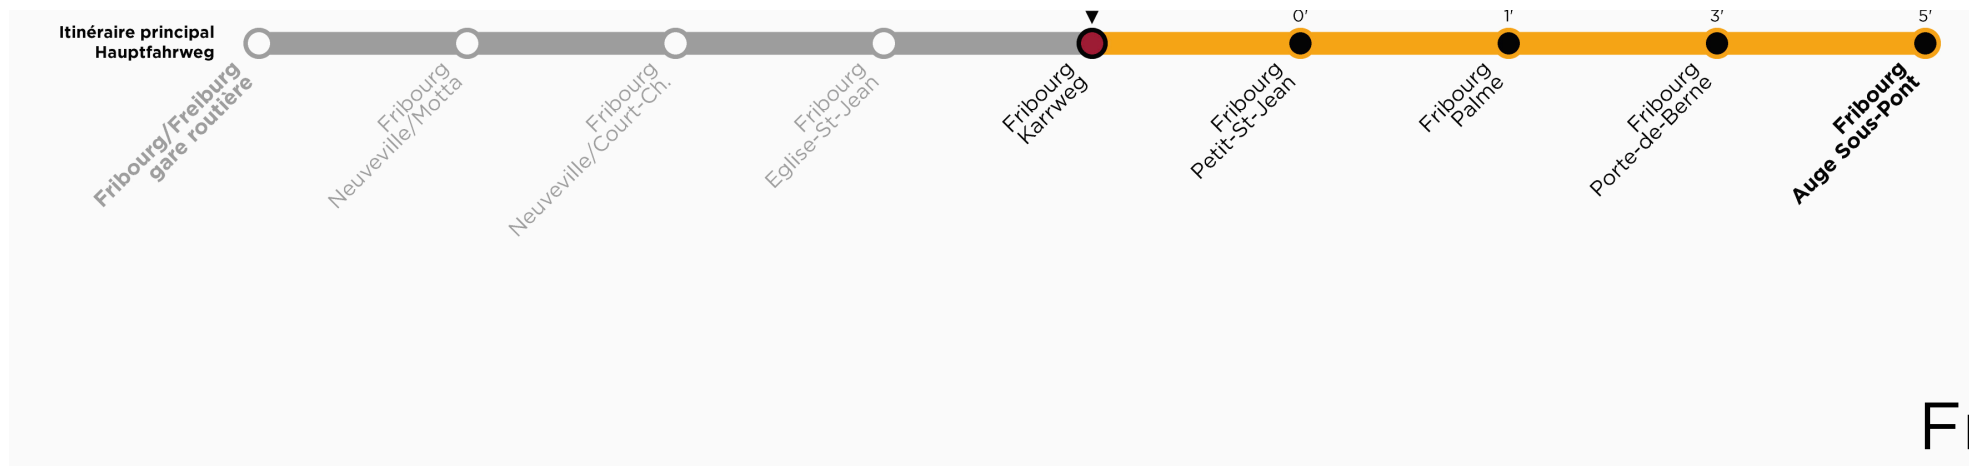 ▼ 0' 1' 3' 5'
Itinéraire principal
Hauptfahrweg
Fribourg/Freiburg
gare routière
Fribourg
Neuveville/Motta
Fribourg
Neuveville/Court-Ch.
Fribourg
Eglise-St-Jean
Fribourg
Karrweg
Fribourg
Petit-St-Jean
Fribourg
Palme
Fribourg
Porte-de-Berne
Fribourg
Auge Sous-Pont